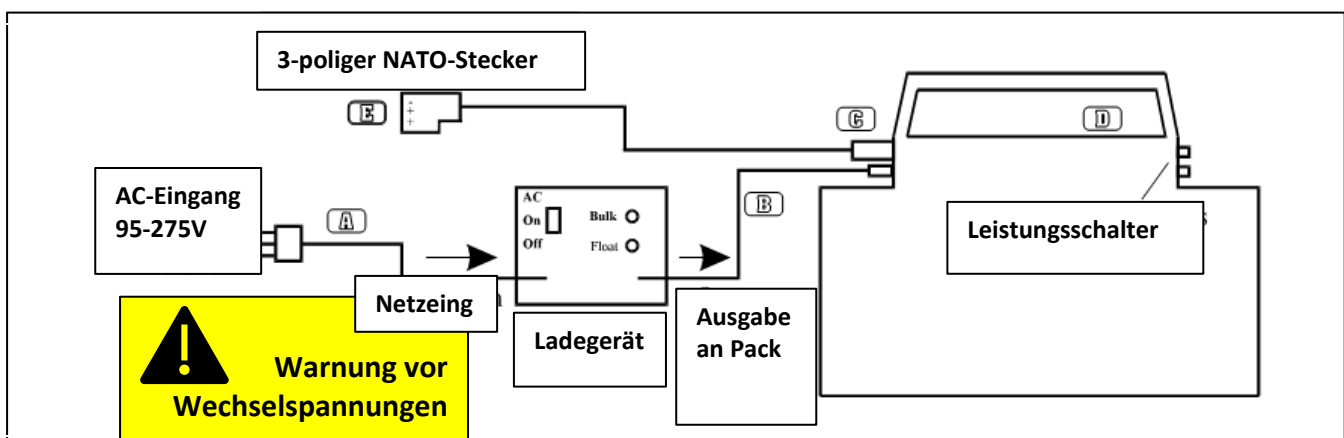 3-poliger NATO-Stecker
E
-
+
+
C
D
AC-Eingang
95-275V
A
AC
On
Off
Bulk
Float
B
Leistungsschalter
s
Netzeing
Ladegerät
Ausgabe
an Pack
Warnung vor
Wechselspannungen